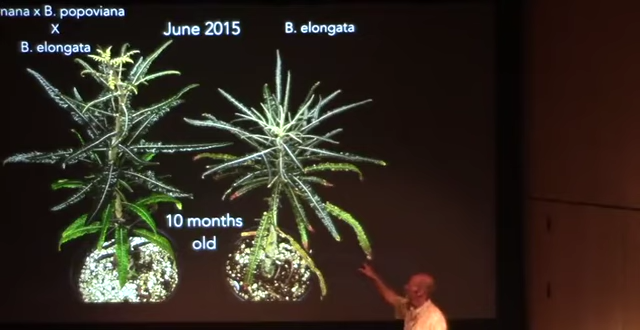 nana x B. popoviana
X
B. elongata
June 2015
B. elongata
10 months
old